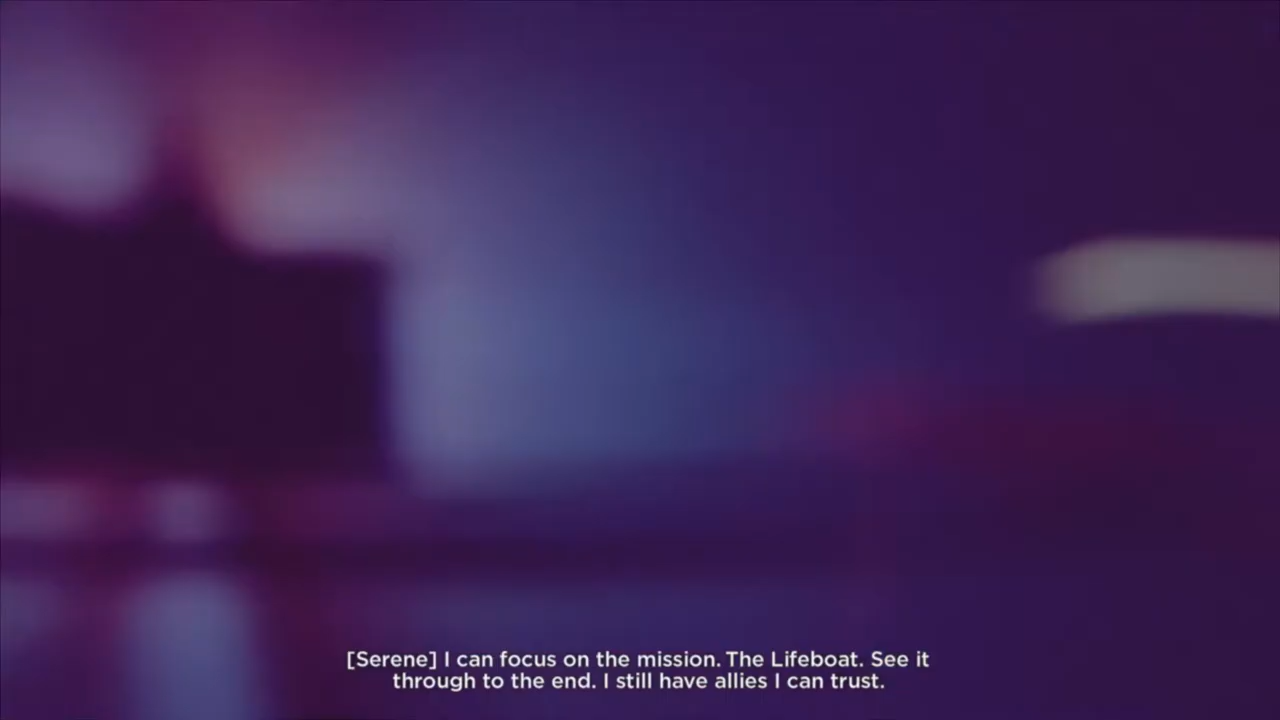 [Serene] I can focus on the mission. The Lifeboat. See it
through to the end. I still have allies I can trust.